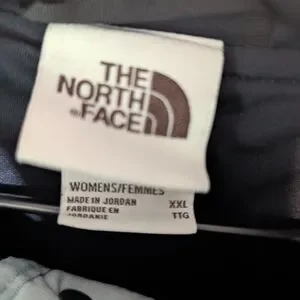 THE
NORTH
FACE
WOMENS/FEMMES
MADE IN JORDAN XXL
FABRIQUE EN TTG
JORDANIE